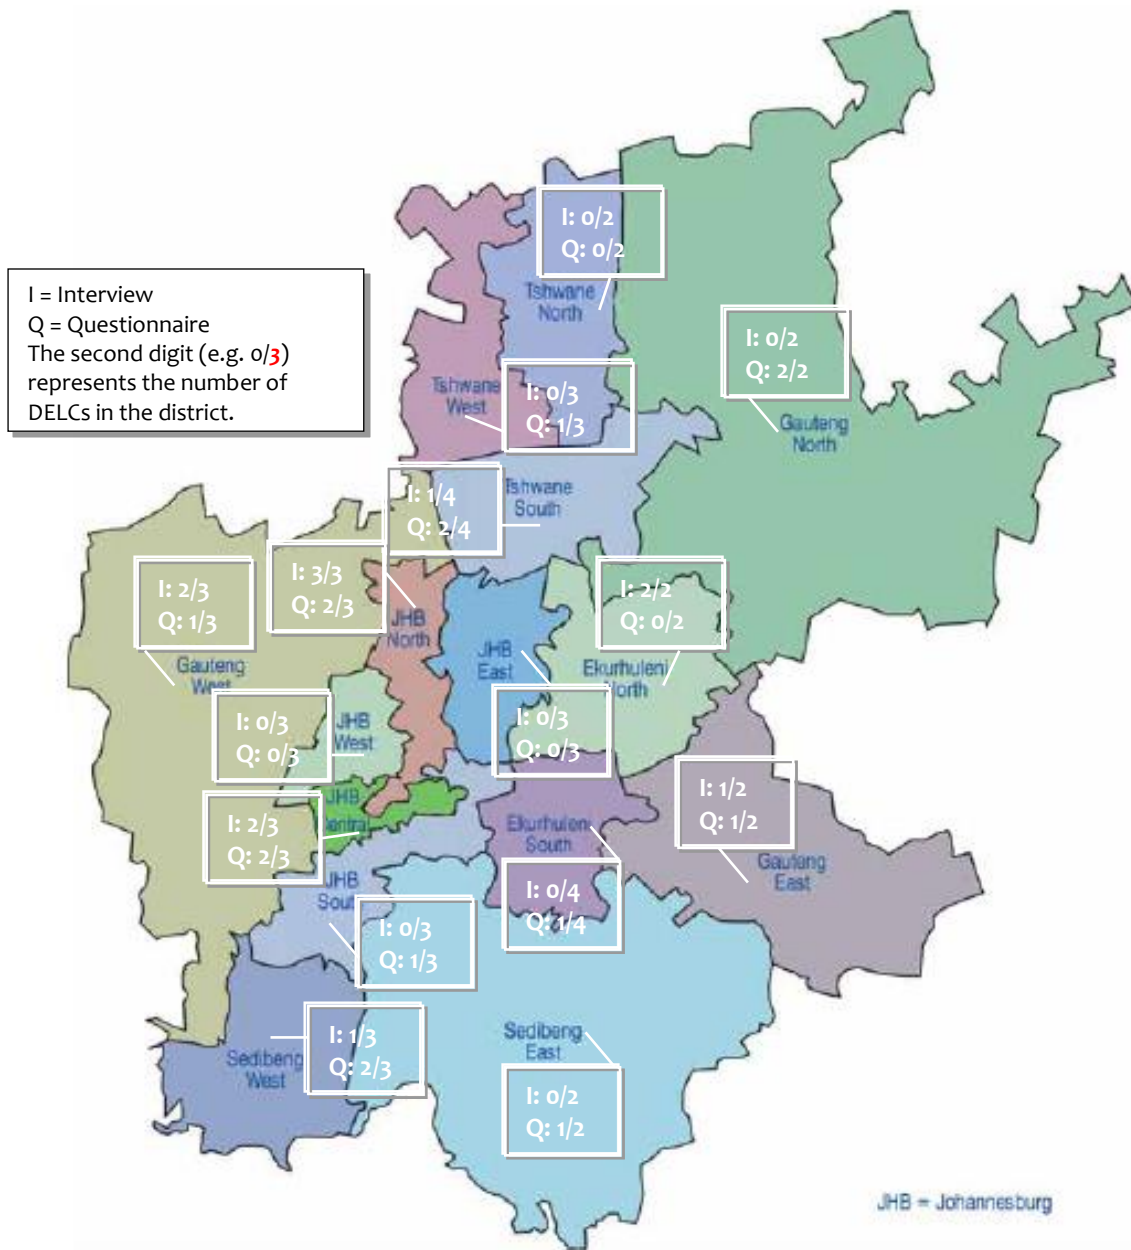 I: 0/2
Q: 0/2
Tshwane
North
I = Interview
Q = Questionnaire
The second digit (e.g. 0/3)
represents the number of
DELCs in the district.
I: 0/2
Q: 2/2
Gauteng
North
Tshwane
West
I: 0/3
Q: 1/3
Tshwane
South
I: 1/4
Q: 2/4
I: 2/3
Q: 1/3
Gauteng
West
I: 3/3
Q: 2/3
JHB
North
JHB
East
I: 2/2
Q: 0/2
Ekurhuleni
North
I: 0/3
Q: 0/3
JHB
West
I: 0/3
Q: 0/3
I: 1/2
Q: 1/2
Gauteng
East
I: 2/3
Q: 2/3
JHB
Central
Ekurhuleni
South
I: 0/4
Q: 1/4
JHB
South
I: 0/3
Q: 1/3
I: 1/3
Q: 2/3
Sedibeng
West
Sedibeng
East
I: 0/2
Q: 1/2
JHB = Johannesburg